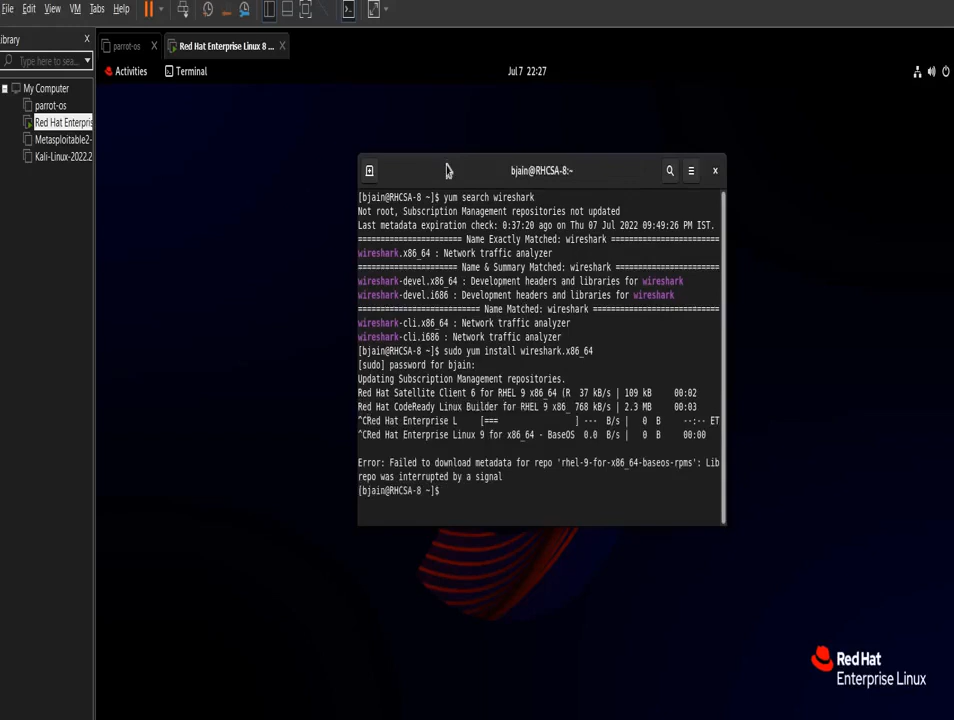 File Edit View VM Tabs Help
ibrary
Type here to sea...
My Computer
parrot-os
Red Hat Enterpris
Metasploitable2-
Kali-Linux-2022.2
parrot-os
Red Hat Enterprise Linux 8 ...
Activities Terminal Jul 7 22:27
bjain@RHCSA-8:~
[bjain@RHCSA-8 ~]$ yum search wireshark
Not root, Subscription Management repositories not updated
Last metadata expiration check: 0:37:20 ago on Thu 07 Jul 2022 09:49:26 PM IST.
====================== Name Exactly Matched: wireshark =======================
wireshark.x86_64 : Network traffic analyzer
===================== Name & Summary Matched: wireshark ======================
wireshark-devel.x86_64 : Development headers and libraries for wireshark
wireshark-devel.i686 : Development headers and libraries for wireshark
========================== Name Matched: wireshark ===========================
wireshark-cli.x86_64 : Network traffic analyzer
wireshark-cli.i686 : Network traffic analyzer
[bjain@RHCSA-8 ~]$ sudo yum install wireshark.x86_64
[sudo] password for bjain:
Updating Subscription Management repositories.
Red Hat Satellite Client 6 for RHEL 9 x86_64 (R 37 kB/s | 109 kB 00:02
Red Hat CodeReady Linux Builder for RHEL 9 x86_ 768 kB/s | 2.3 MB 00:03
^CRed Hat Enterprise L [=== ] --- B/s | 0 B --:-- ET
^CRed Hat Enterprise Linux 9 for x86_64 - BaseOS 0.0 B/s | 0 B 00:00
Error: Failed to download metadata for repo 'rhel-9-for-x86_64-baseos-rpms': Lib
repo was interrupted by a signal
[bjain@RHCSA-8 ~]$
Red Hat
Enterprise Linux